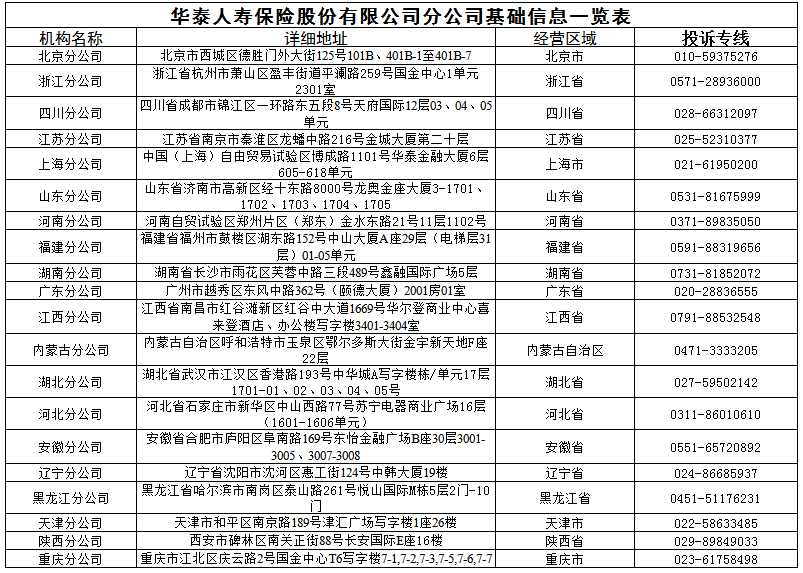 华泰人寿保险股份有限公司分公司基础信息一览表
机构名称 详细地址 经营区域 投诉专线
北京分公司 北京市西城区德胜门外大街125号101B、401B-1至401B-7 北京市 010-59375276
浙江分公司 浙江省杭州市萧山区盈丰街道平澜路259号国金中心1单元
2301室 浙江省 0571-28936000
四川分公司 四川省成都市锦江区一环路东五段8号天府国际12层03、04、05
单元 四川省 028-66312097
江苏分公司 江苏省南京市秦淮区龙蟠中路216号金城大厦第二十层 江苏省 025-52310377
上海分公司 中国（上海）自由贸易试验区博成路1101号华泰金融大厦6层
605-618单元 上海市 021-61950200
山东分公司 山东省济南市高新区经十东路8000号龙奥金座大厦3-1701、
1702、1703、1704、1705 山东省 0531-81675999
河南分公司 河南自贸试验区郑州片区（郑东）金水东路21号11层1102号 河南省 0371-89835050
福建分公司 福建省福州市鼓楼区湖东路152号中山大厦A座29层（电梯层31
层）01-05单元 福建省 0591-88319656
湖南分公司 湖南省长沙市雨花区芙蓉中路三段489号鑫融国际广场5层 湖南省 0731-81852072
广东分公司 广州市越秀区东风中路362号（颐德大厦）2001房01室 广东省 020-28836555
江西分公司 江西省南昌市红谷滩新区红谷中大道1669号华尔登商业中心喜
来登酒店、办公楼写字楼3401-3404室 江西省 0791-88532548
内蒙古分公司 内蒙古自治区呼和浩特市玉泉区鄂尔多斯大街金宇新天地F座
22层 内蒙古自治区 0471-3333205
湖北分公司 湖北省武汉市江汉区香港路193号中华城A写字楼栋/单元17层
1701-01、02、03、04、05号 湖北省 027-59502142
河北分公司 河北省石家庄市新华区中山西路77号苏宁电器商业广场16层
（1601-1606单元） 河北省 0311-86010610
安徽分公司 安徽省合肥市庐阳区阜南路169号东怡金融广场B座30层3001-
3005、3007-3008 安徽省 0551-65720892
辽宁分公司 辽宁省沈阳市沈河区惠工街124号中韩大厦19楼 辽宁省 024-86685937
黑龙江分公司 黑龙江省哈尔滨市南岗区泰山路261号悦山国际M栋5层2门-10
门 黑龙江省 0451-51176231
天津分公司 天津市和平区南京路189号津汇广场写字楼1座26楼 天津市 022-58633485
陕西分公司 西安市碑林区南关正街88号长安国际E座16楼 陕西省 029-89849033
重庆分公司 重庆市江北区庆云路2号国金中心T6写字楼7-1,7-2,7-3,7-5,7-6,7-7 重庆市 023-61758498